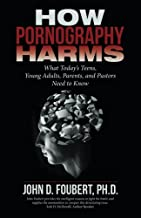 HOW
PORNOGRAPHY
HARMS
What Today's Teens,
Young Adults, Parents, and Pastors
Need to Know
JOHN D. FOUBERT, PH.D.